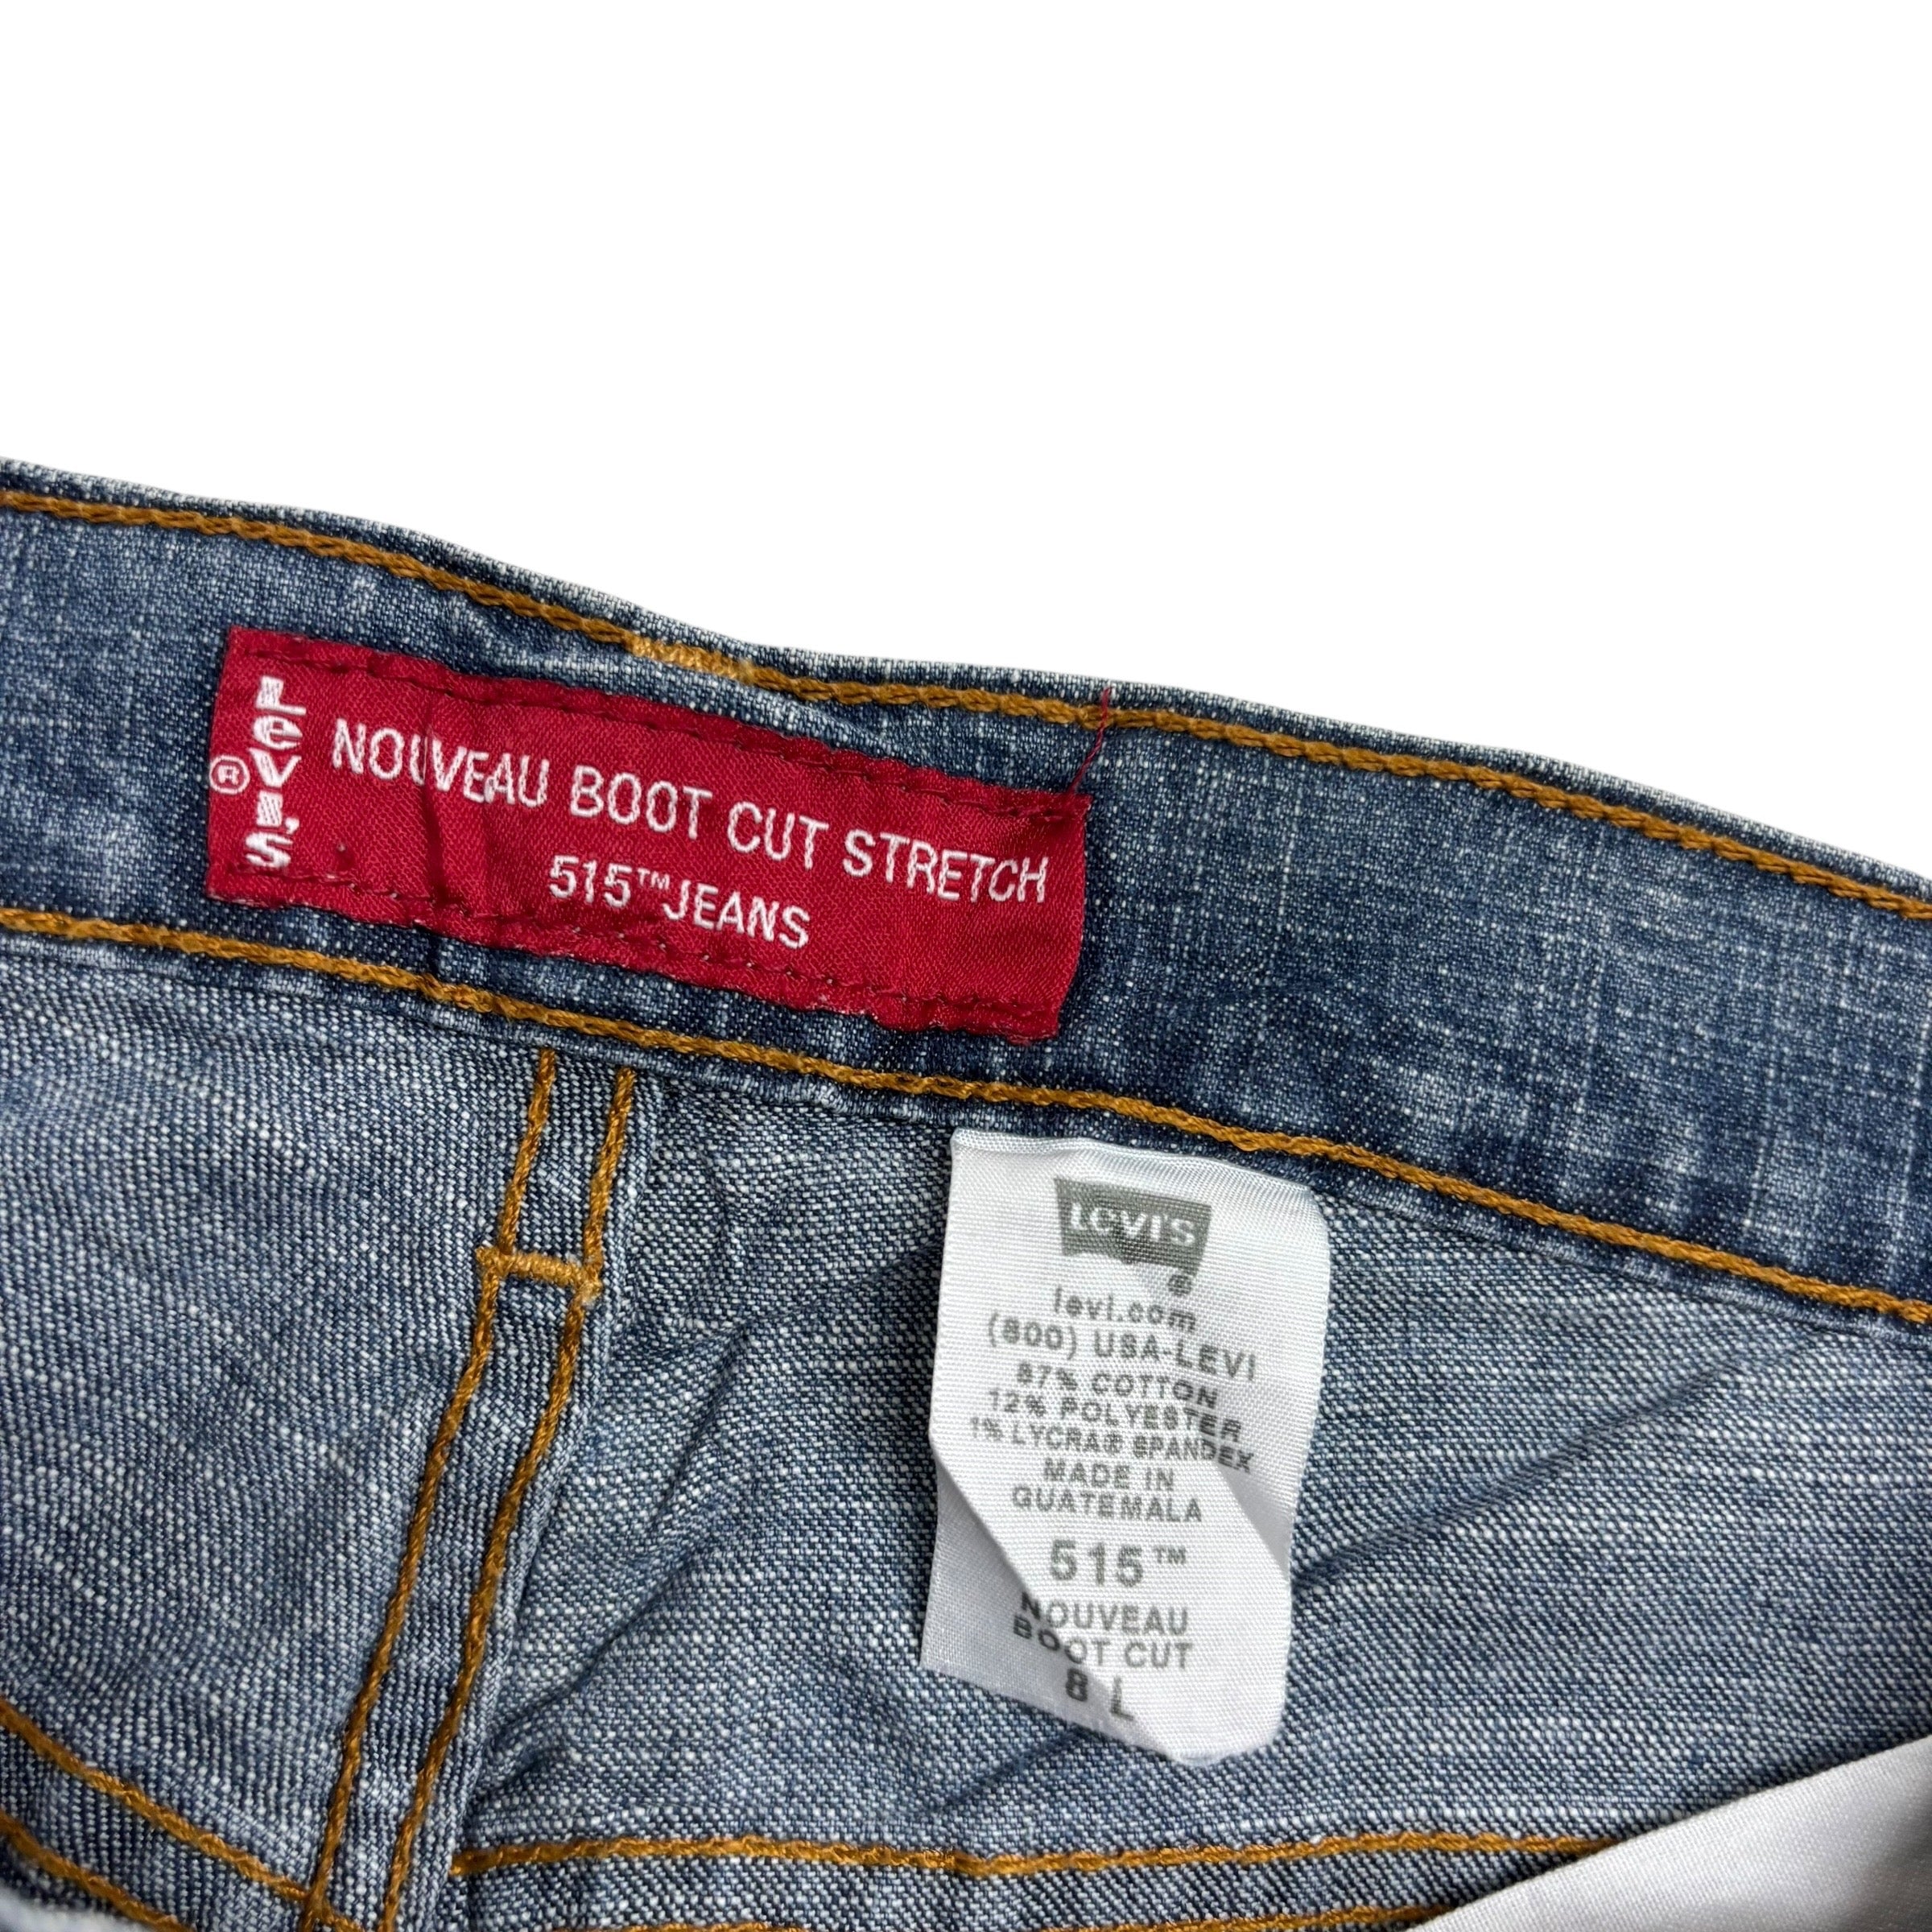 Levi's
®
NOUVEAU BOOT CUT STRETCH
515™ JEANS
LEVI'S
®
levi.com
(800) USA-LEVI
87% COTTON
12% POLYESTER
1% LYCRA® SPANDEX
MADE IN
GUATEMALA
515™
NOUVEAU
BOOT CUT
8 L